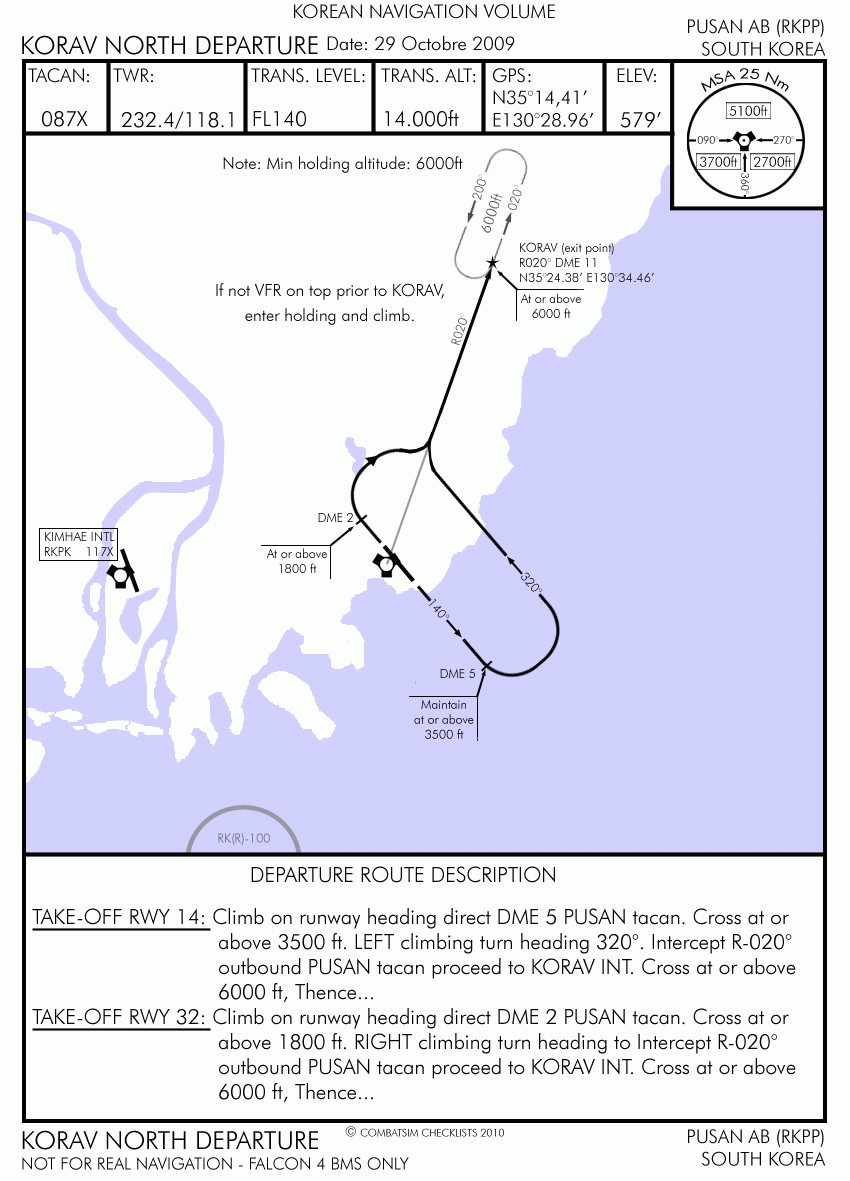 KOREAN NAVIGATION VOLUME
KORAV NORTH DEPARTURE Date: 29 Octobre 2009
PUSAN AB (RKPP)
SOUTH KOREA
TACAN:
087X
TWR:
232.4/118.1
TRANS. LEVEL:
FL140
TRANS. ALT:
14.000ft
GPS:
N35°14,41’
E130°28.96’
ELEV:
579’
MSA 25 Nm
5100ft
090°
270°
3700ft
2700ft
360°
Note: Min holding altitude: 6000ft
200°
6000ft
020°
KORAV (exit point)
R020° DME 11
N35°24.38’ E130°34.46’
At or above
6000 ft
If not VFR on top prior to KORAV,
enter holding and climb.
R020°
DME 2
At or above
1800 ft
KIMHAE INTL
RKPK 117X
140°
320°
DME 5
Maintain
at or above
3500 ft
RK(R)-100
DEPARTURE ROUTE DESCRIPTION
TAKE-OFF RWY 14: Climb on runway heading direct DME 5 PUSAN tacan. Cross at or
above 3500 ft. LEFT climbing turn heading 320°. Intercept R-020°
outbound PUSAN tacan proceed to KORAV INT. Cross at or above
6000 ft, Thence...
TAKE-OFF RWY 32: Climb on runway heading direct DME 2 PUSAN tacan. Cross at or
above 1800 ft. RIGHT climbing turn heading to Intercept R-020°
outbound PUSAN tacan proceed to KORAV INT. Cross at or above
6000 ft, Thence...
KORAV NORTH DEPARTURE
© COMBATSIM CHECKLISTS 2010
PUSAN AB (RKPP)
NOT FOR REAL NAVIGATION - FALCON 4 BMS ONLY
SOUTH KOREA